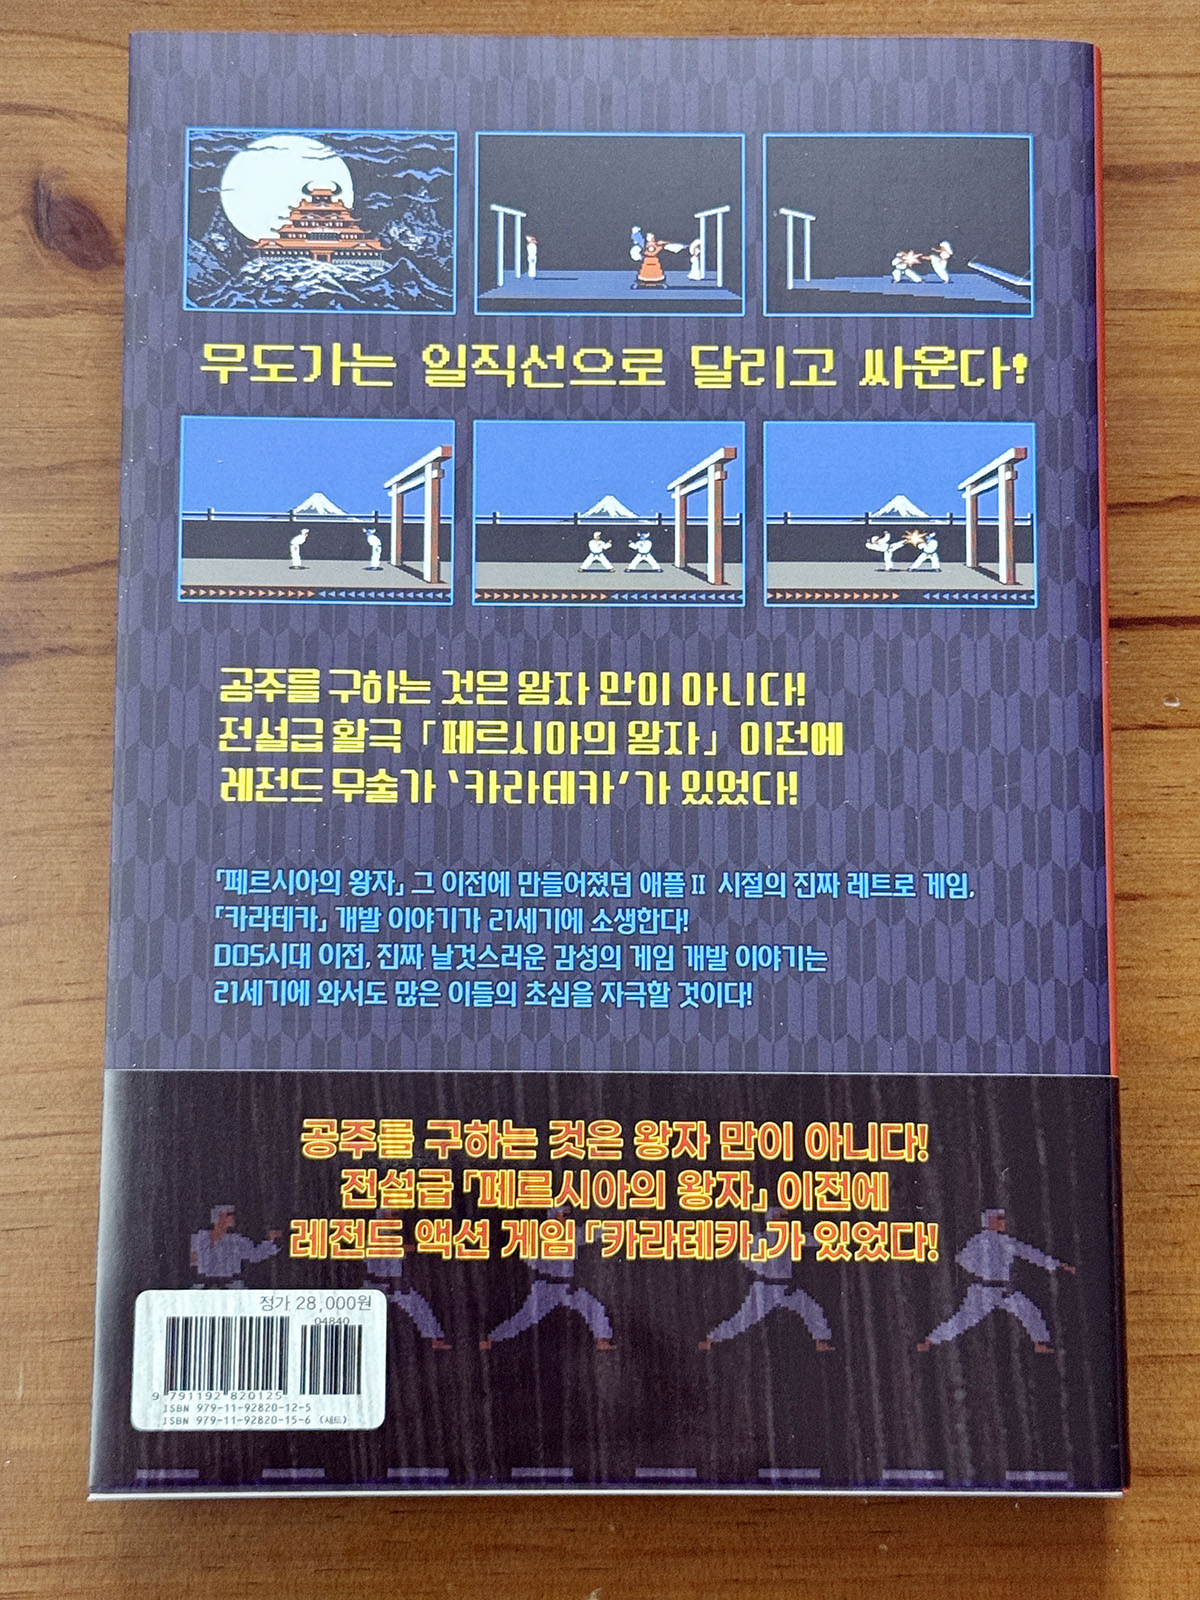 무도가는 일직선으로 달리고 싸운다!
공주를 구하는 것은 왕자 만이 아니다!
전설급 활극 「페르시아의 왕자」 이전에
레전드 무술가 ‘카라테카’가 있었다!
「페르시아의 왕자」 그 이전에 만들어졌던 애플 II 시절의 진짜 레트로 게임,
「카라테카」 개발 이야기가 21세기에 소생한다!
DOS시대 이전, 진짜 날것스러운 감성의 게임 개발 이야기는
21세기에 와서도 많은 이들의 초심을 자극할 것이다!
공주를 구하는 것은 왕자 만이 아니다!
전설급 「페르시아의 왕자」 이전에
레전드 액션 게임 「카라테카」가 있었다!
정가 28,000원
04840
9 791192 820125
ISBN 979-11-92820-12-5
ISBN 979-11-92820-15-6 (세트)